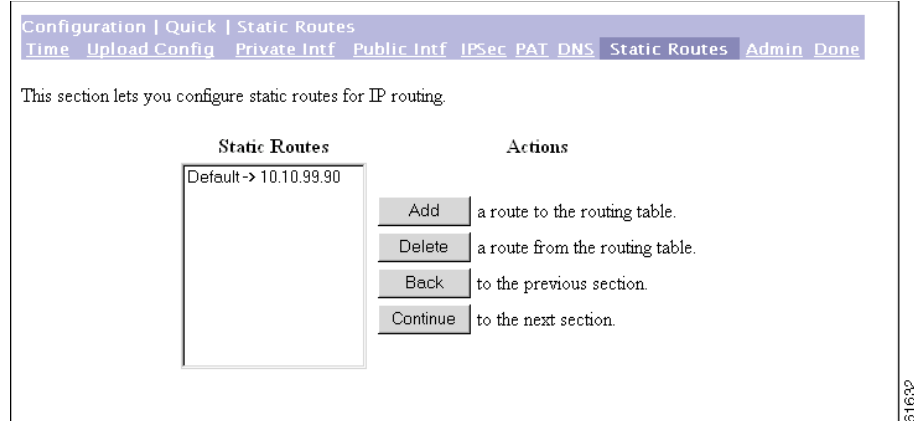 Configuration | Quick | Static Routes
Time Upload Config Private Intf Public Intf IPSec PAT DNS Static Routes Admin Done
This section lets you configure static routes for IP routing.
Static Routes
Actions
Default -> 10.10.99.90
Add a route to the routing table.
Delete a route from the routing table.
Back to the previous section.
Continue to the next section.
61632